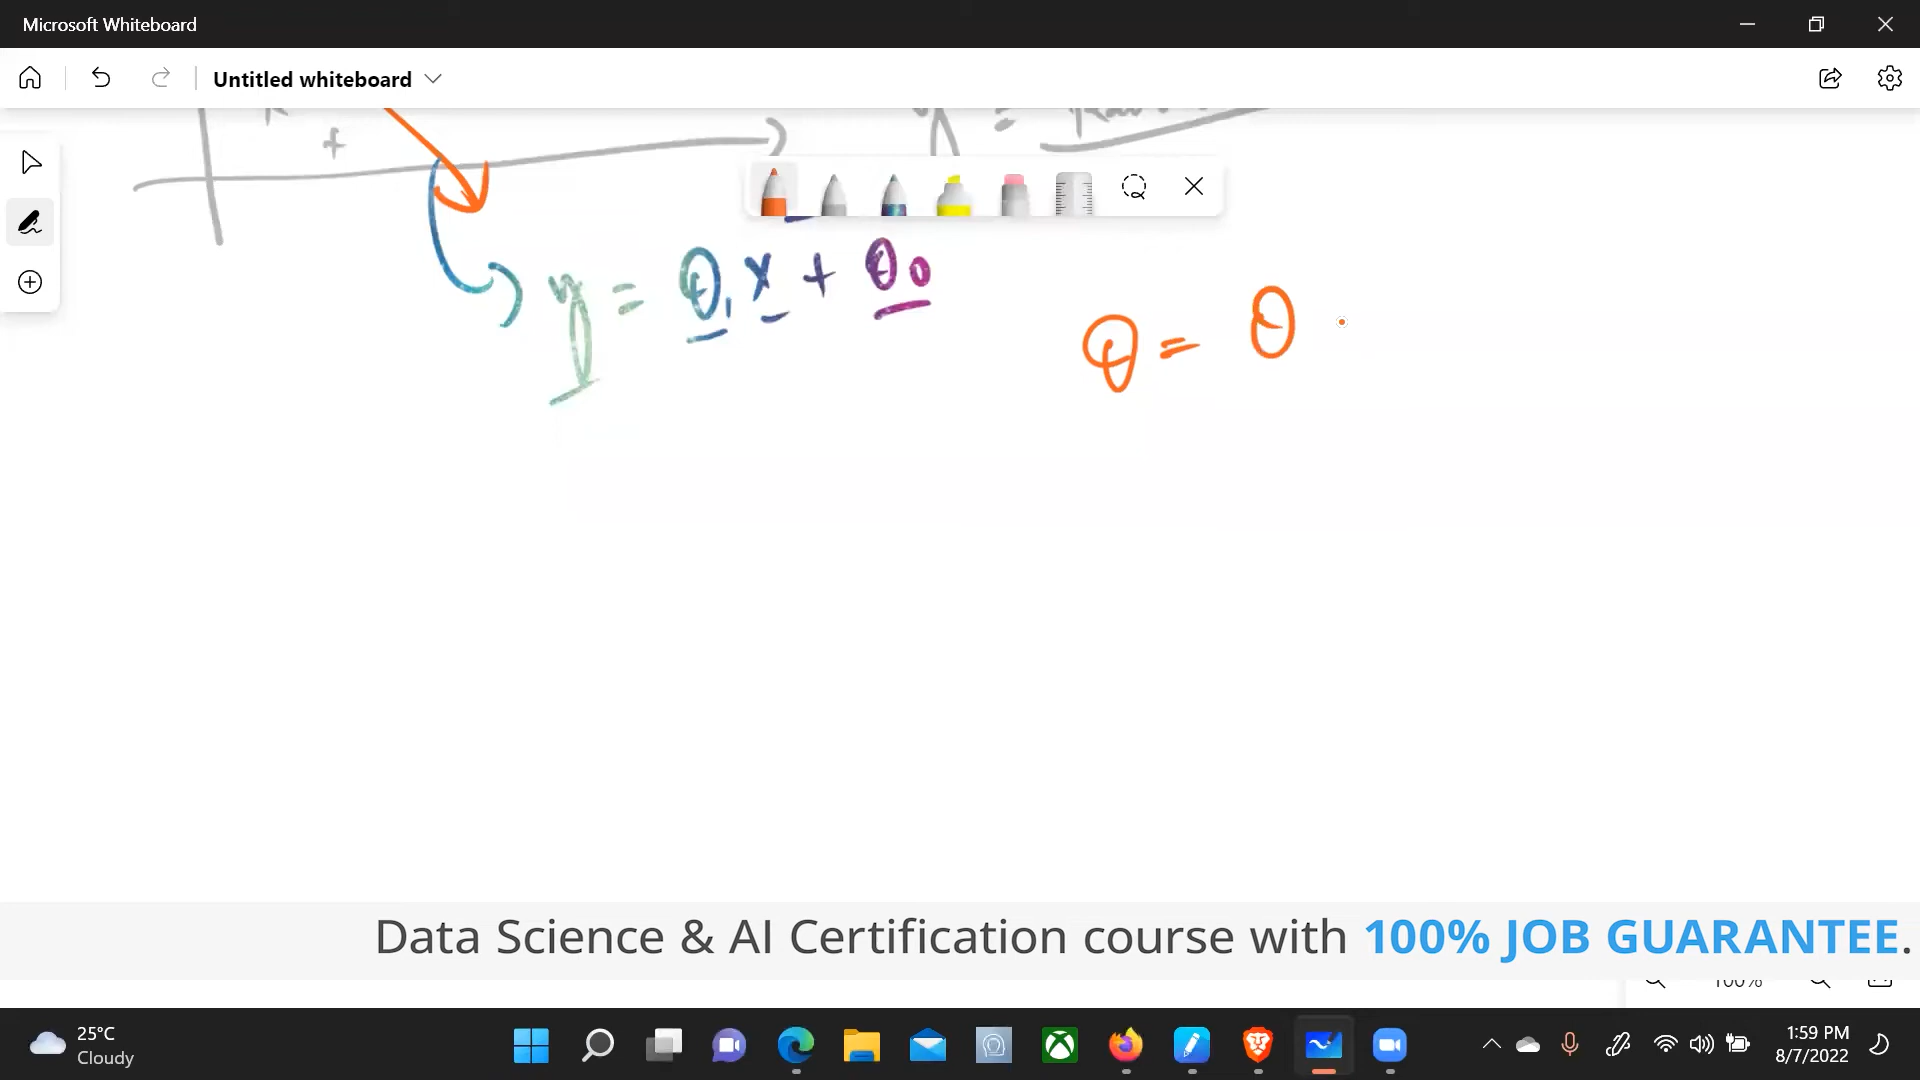 Microsoft Whiteboard
Untitled whiteboard
+
y =
y = θ₁x + θ₀
θ = θ
Data Science & AI Certification course with 100% JOB GUARANTEE.
100%
25°C
Cloudy
1:59 PM
8/7/2022